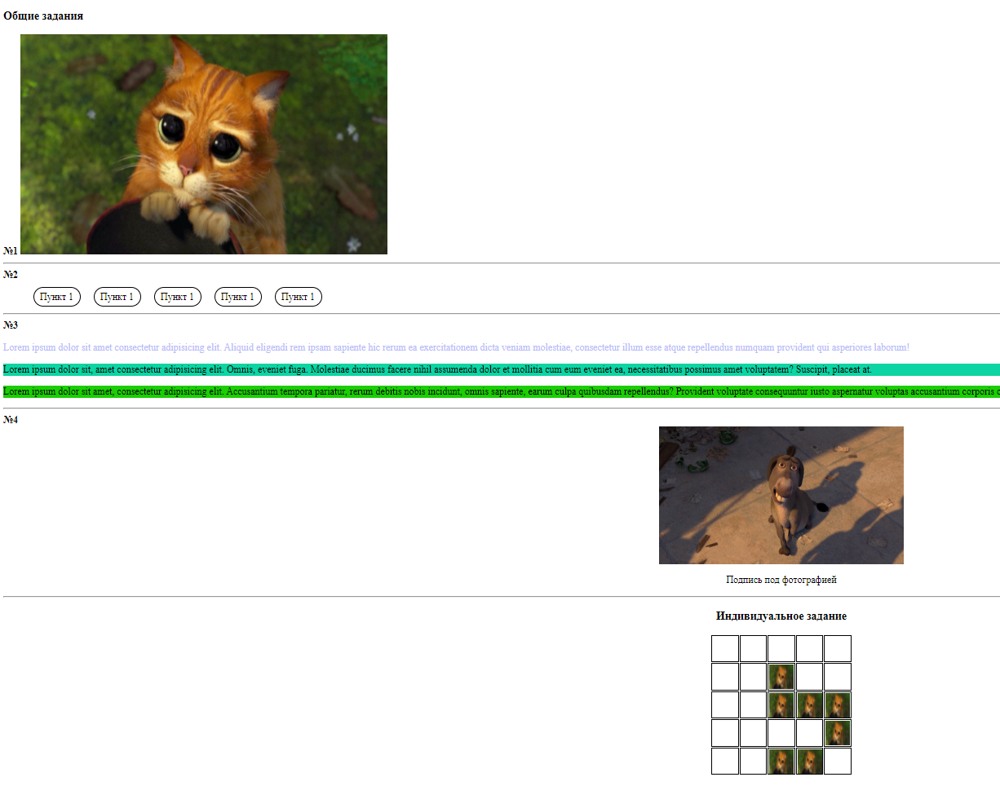 Общие задания
№1
№2
Пункт 1 Пункт 1 Пункт 1 Пункт 1 Пункт 1
№3
Lorem ipsum dolor sit amet consectetur adipisicing elit. Aliquid eligendi rem ipsam sapiente hic rerum ea exercitationem dicta veniam molestiae, consectetur illum esse atque repellendus numquam provident qui asperiores laborum!
Lorem ipsum dolor sit, amet consectetur adipisicing elit. Omnis, eveniet fuga. Molestiae ducimus facere nihil assumenda dolor et mollitia cum eum eveniet ea, necessitatibus possimus amet voluptatem? Suscipit, placeat at.
Lorem ipsum dolor sit amet, consectetur adipisicing elit. Accusantium tempora pariatur, rerum debitis nobis incidunt, omnis sapiente, earum culpa quibusdam repellendus? Provident voluptate consequuntur iusto aspernatur voluptas accusantium corporis
№4
Подпись под фотографией
Индивидуальное задание